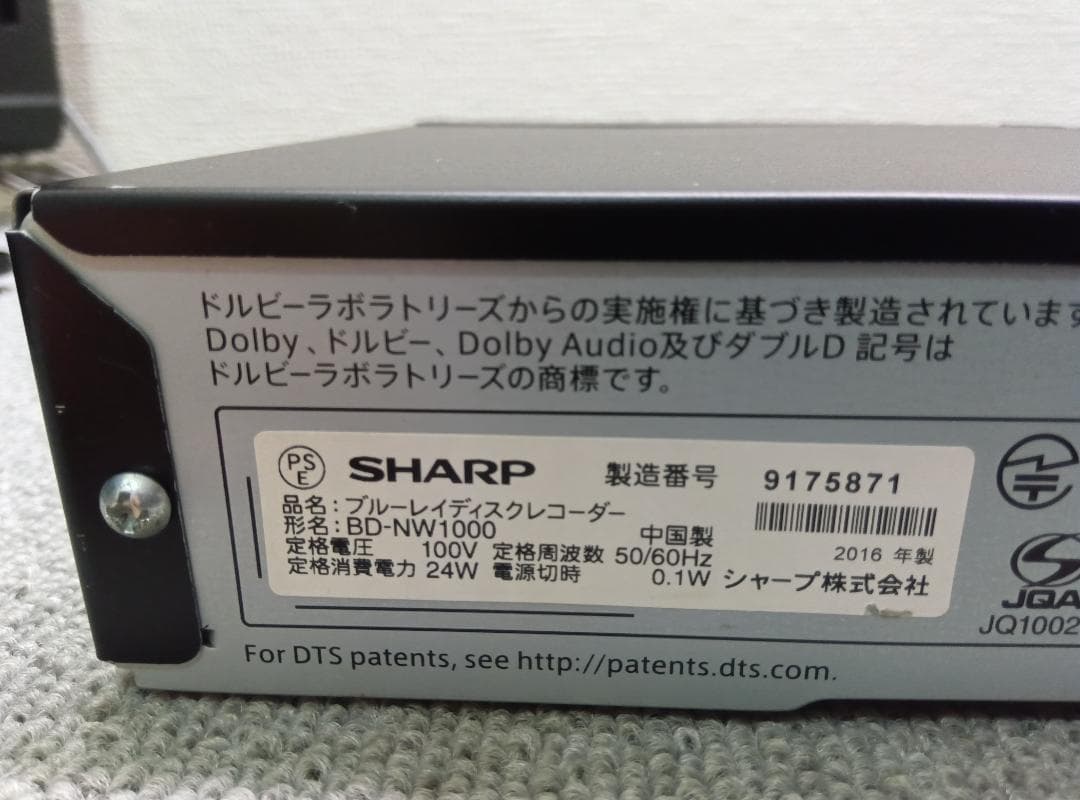 ドルビーラボラトリーズからの実施権に基づき製造されています
Dolby、ドルビー、Dolby Audio及びダブルD 記号は
ドルビーラボラトリーズの商標です。
PS
E
SHARP 製造番号 9175871
品名:ブルーレイディスクレコーダー
形名:BD-NW1000 中国製
定格電圧 100V 定格周波数 50/60Hz 2016 年製
定格消費電力 24W 電源切時 0.1W シャープ株式会社
JQA
JQ1002
For DTS patents, see http://patents.dts.com.